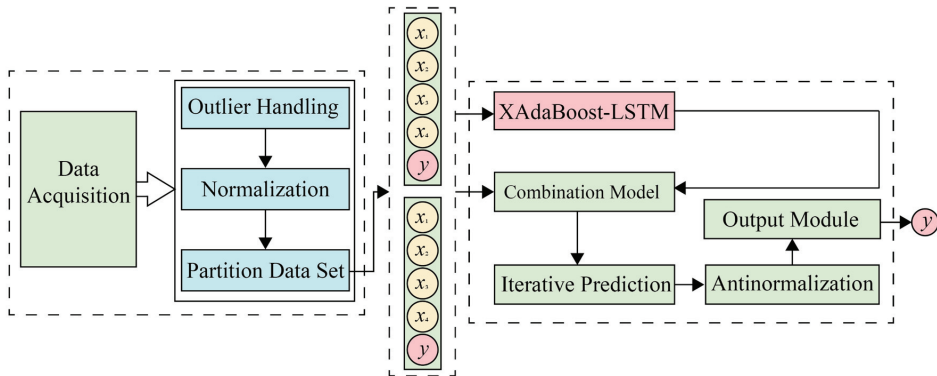 Data
Acquisition
Outlier Handling
Normalization
Partition Data Set
x₁
x₂
x₃
x₄
y
x₁
x₂
x₃
x₄
y
XAdaBoost-LSTM
Combination Model
Iterative Prediction
Output Module
Antinormalization
y